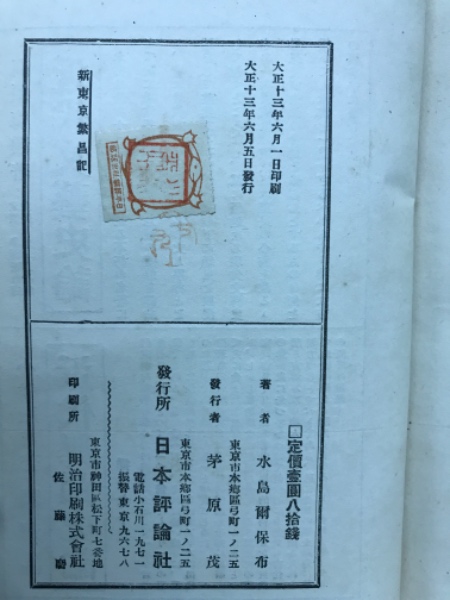 大正十三年六月一日印刷
大正十三年六月五日發行
新東京繁昌記
定價壹圓八拾錢
著者 水島爾保布
東京市本鄕區弓町一ノ二五
發行者 茅原茂
東京市本鄕區弓町一ノ二五
發行所 日本評論社
電話小石川一九七一
振替東京九六七八
東京市神田區松下町七番地
印刷所 明治印刷株式會社
佐藤